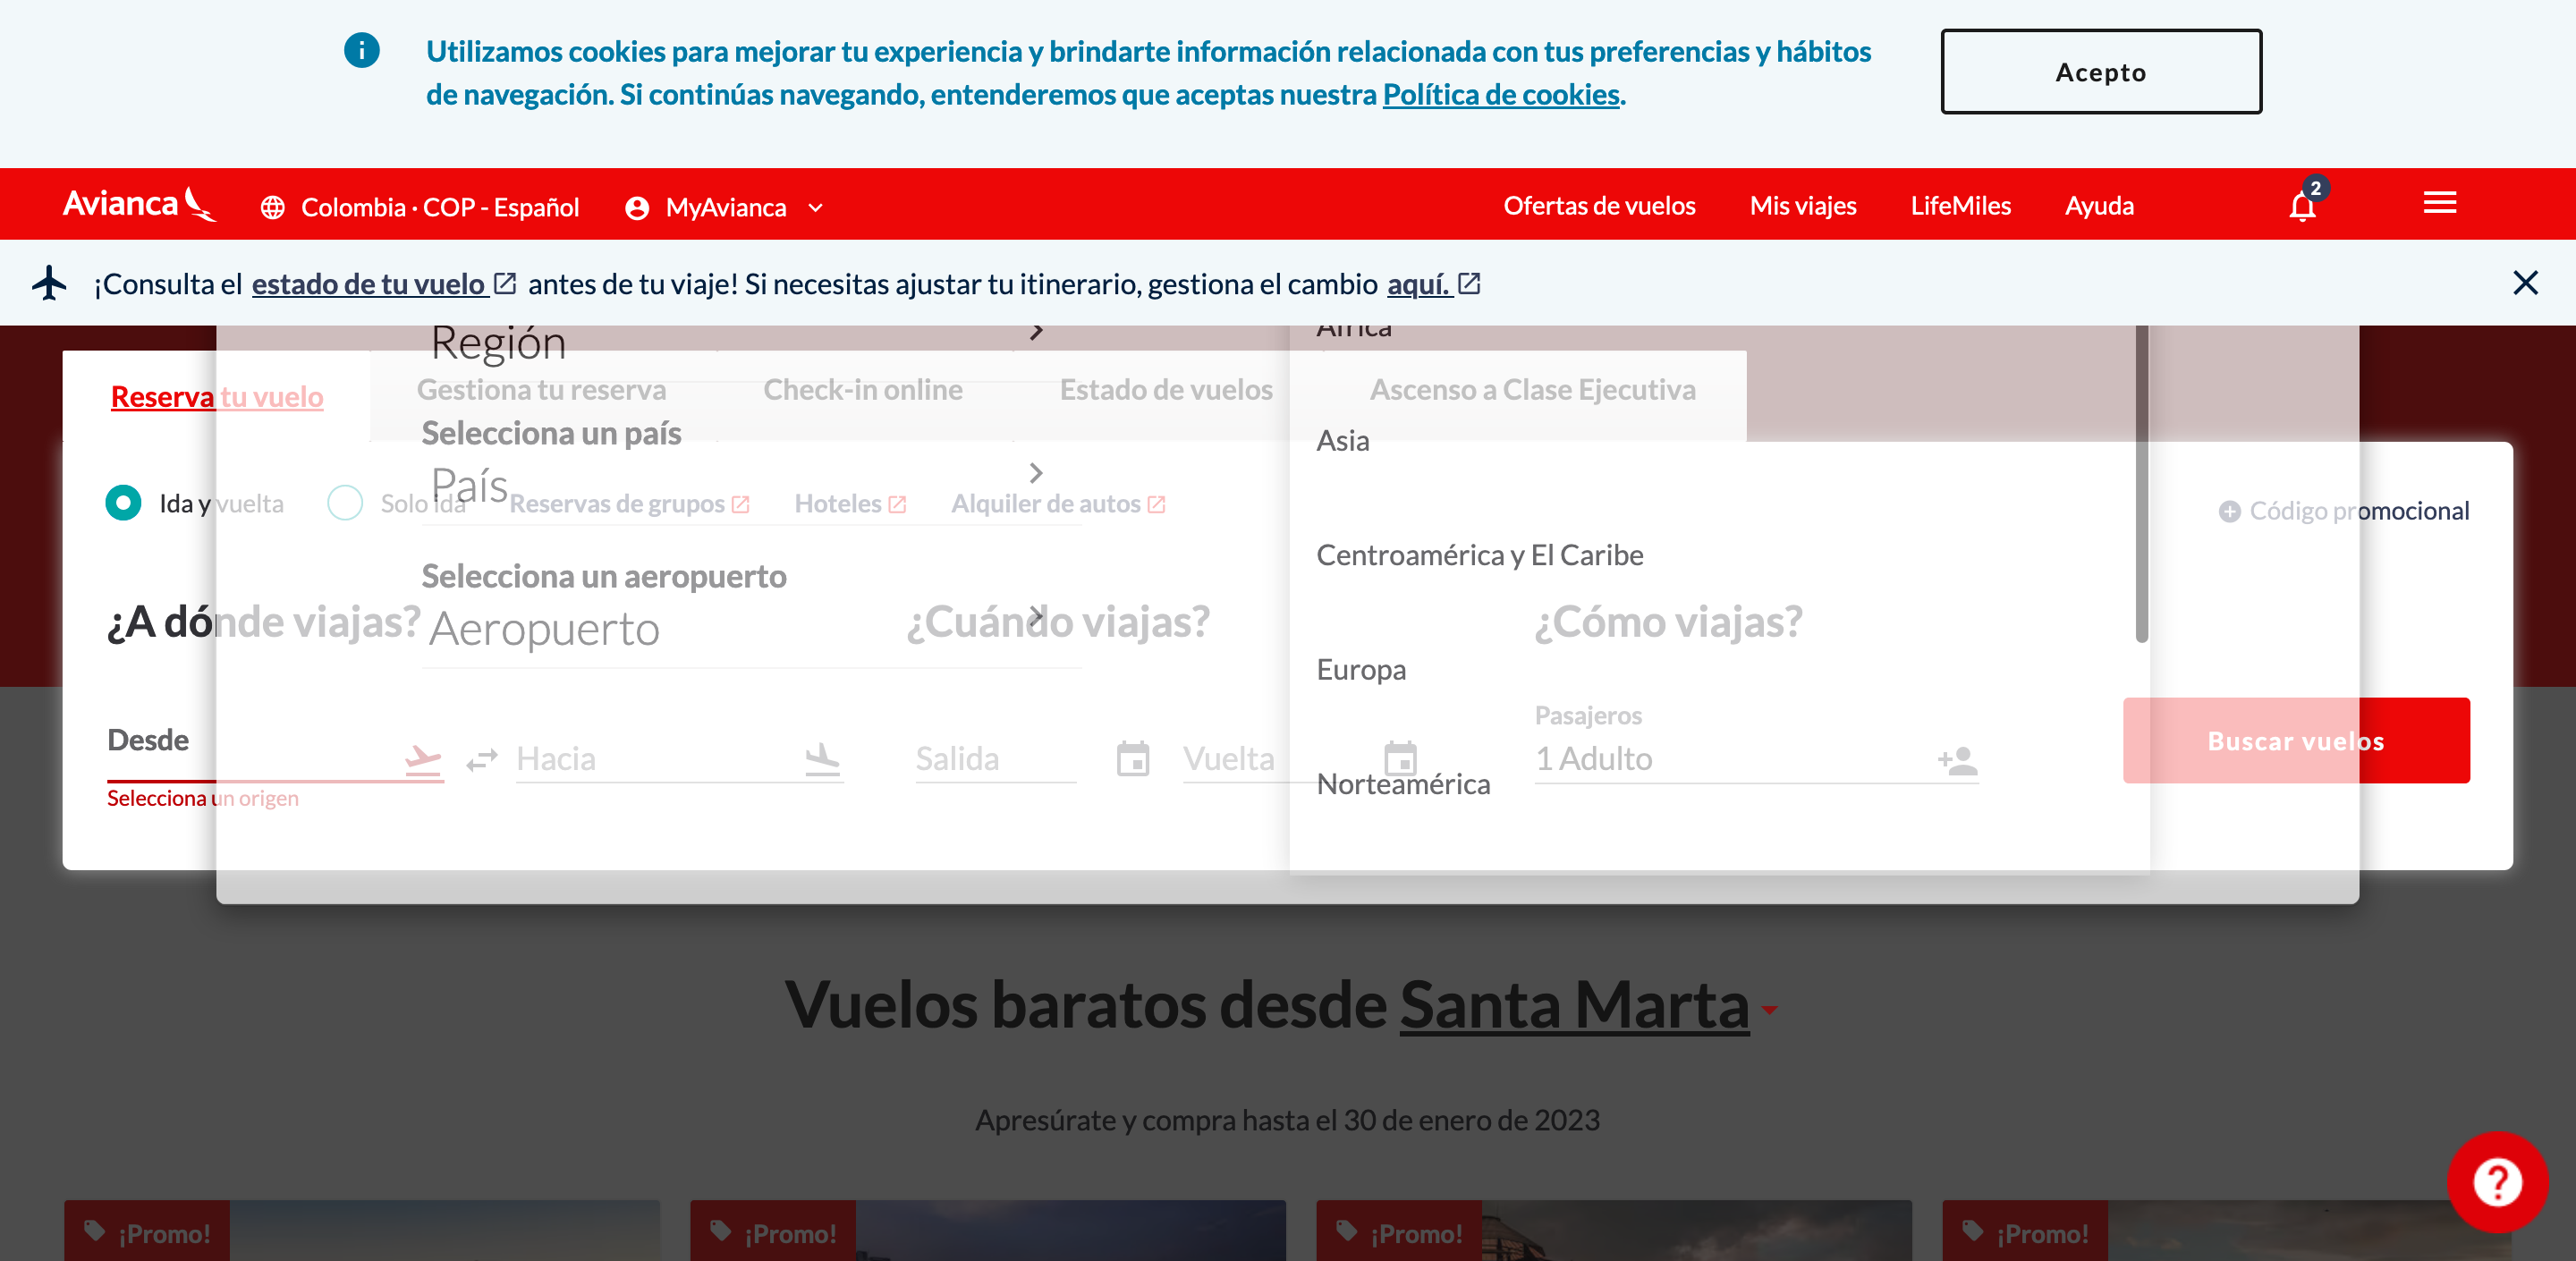 Utilizamos cookies para mejorar tu experiencia y brindarte información relacionada con tus preferencias y hábitos
de navegación. Si continúas navegando, entenderemos que aceptas nuestra Política de cookies.
Acepto
Avianca
Colombia · COP - Español
MyAvianca
Ofertas de vuelos
Mis viajes
LifeMiles
Ayuda
2
¡Consulta el estado de tu vuelo antes de tu viaje! Si necesitas ajustar tu itinerario, gestiona el cambio aquí.
Región
África
Reserva tu vuelo
Gestiona tu reserva
Check-in online
Estado de vuelos
Ascenso a Clase Ejecutiva
Selecciona un país
Asia
País
Ida y vuelta
Solo ida
Reservas de grupos
Hoteles
Alquiler de autos
Código promocional
Centroamérica y El Caribe
Selecciona un aeropuerto
Aeropuerto
¿A dónde viajas?
¿Cuándo viajas?
¿Cómo viajas?
Europa
Desde
Hacia
Salida
Vuelta
Pasajeros
1 Adulto
Buscar vuelos
Norteamérica
Selecciona un origen
Vuelos baratos desde Santa Marta
Apresúrate y compra hasta el 30 de enero de 2023
¡Promo!
¡Promo!
¡Promo!
¡Promo!